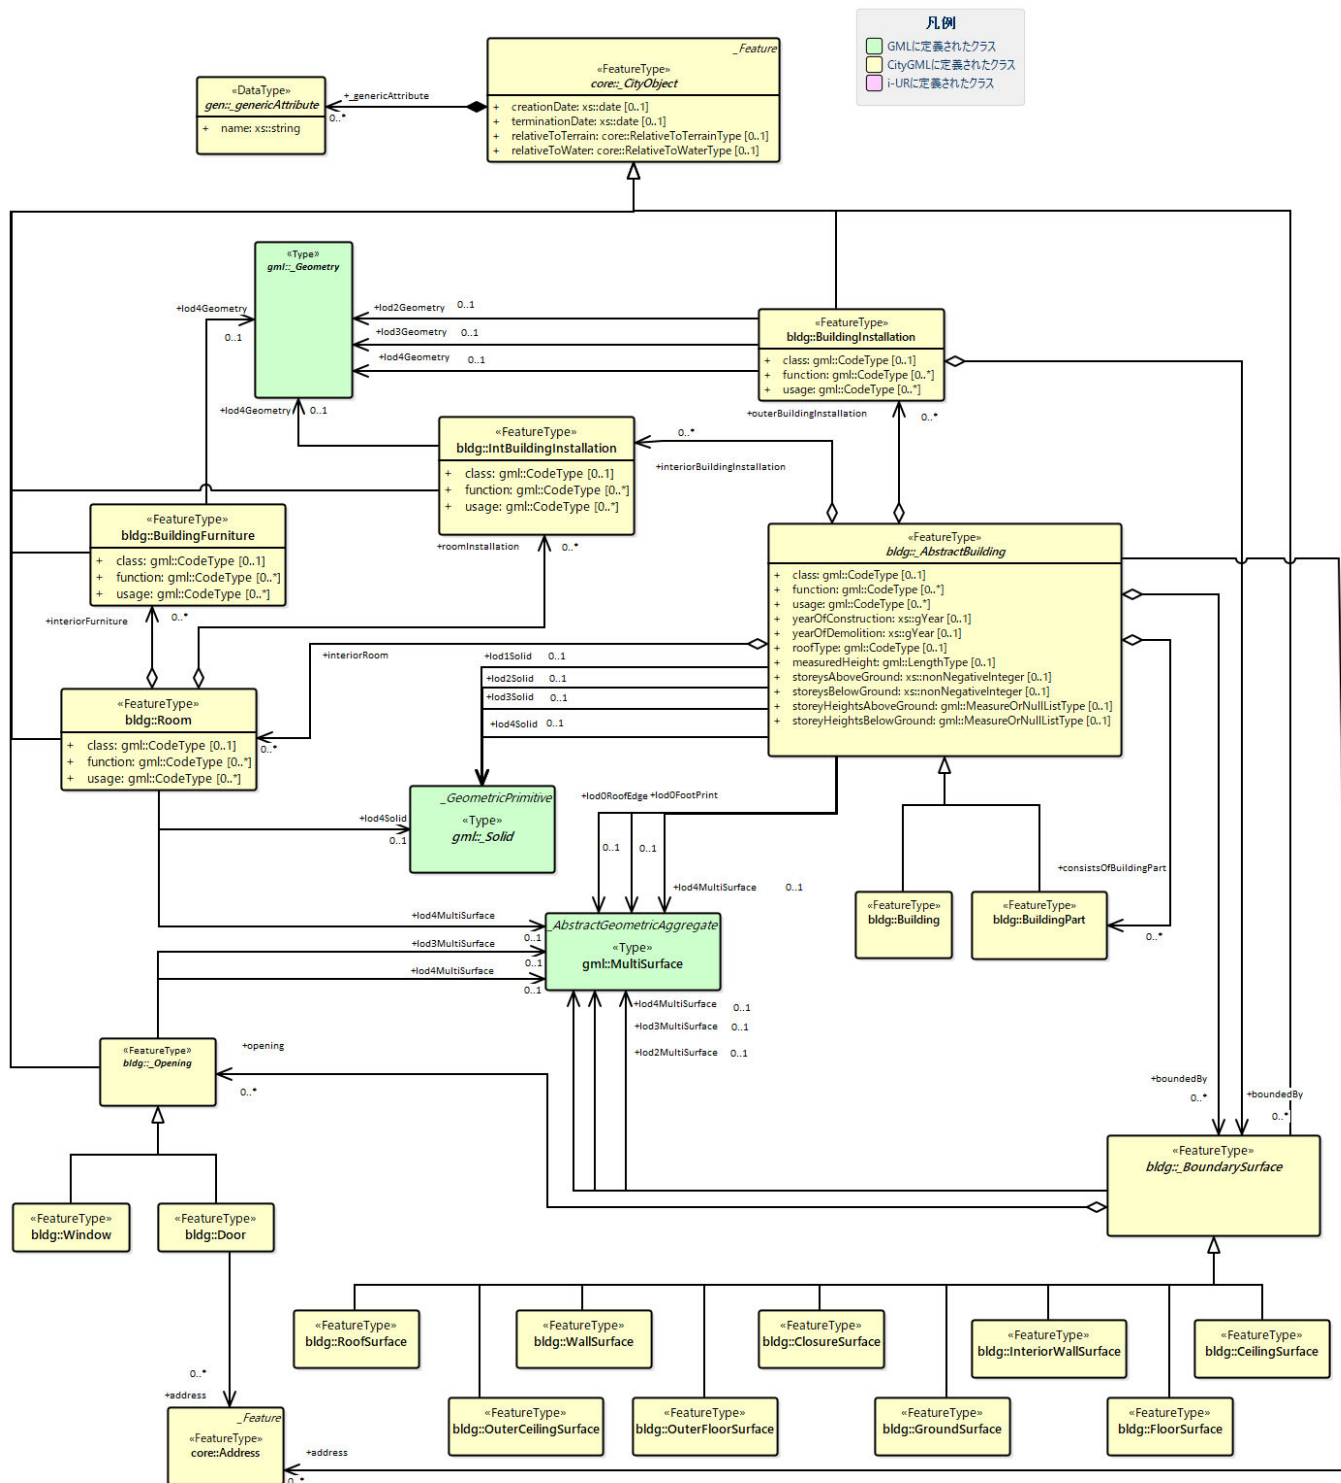 凡例
GMLに定義されたクラス
CityGMLに定義されたクラス
i-URに定義されたクラス
_Feature
«FeatureType»
core::_CityObject
+ creationDate: xs::date [0..1]
+ terminationDate: xs::date [0..1]
+ relativeToTerrain: core::RelativeToTerrainType [0..1]
+ relativeToWater: core::RelativeToWaterType [0..1]
«DataType»
gen::_genericAttribute
+ name: xs::string
+_genericAttribute
0..*
«Type»
gml::_Geometry
+lod4Geometry
0..1
+lod2Geometry 0..1
+lod3Geometry 0..1
+lod4Geometry 0..1
+lod4Geometry 0..1
«FeatureType»
bldg::BuildingInstallation
+ class: gml::CodeType [0..1]
+ function: gml::CodeType [0..*]
+ usage: gml::CodeType [0..*]
+outerBuildingInstallation 0..*
«FeatureType»
bldg::IntBuildingInstallation
+ class: gml::CodeType [0..1]
+ function: gml::CodeType [0..*]
+ usage: gml::CodeType [0..*]
0..*
+interiorBuildingInstallation
+roomInstallation 0..*
«FeatureType»
bldg::BuildingFurniture
+ class: gml::CodeType [0..1]
+ function: gml::CodeType [0..*]
+ usage: gml::CodeType [0..*]
+interiorFurniture 0..*
«FeatureType»
bldg::_AbstractBuilding
+ class: gml::CodeType [0..1]
+ function: gml::CodeType [0..*]
+ usage: gml::CodeType [0..*]
+ yearOfConstruction: xs::gYear [0..1]
+ yearOfDemolition: xs::gYear [0..1]
+ roofType: gml::CodeType [0..1]
+ measuredHeight: gml::LengthType [0..1]
+ storeysAboveGround: xs::nonNegativeInteger [0..1]
+ storeysBelowGround: xs::nonNegativeInteger [0..1]
+ storeyHeightsAboveGround: gml::MeasureOrNullListType [0..1]
+ storeyHeightsBelowGround: gml::MeasureOrNullListType [0..1]
+interiorRoom
0..*
+lod1Solid 0..1
+lod2Solid 0..1
+lod3Solid 0..1
+lod4Solid 0..1
«FeatureType»
bldg::Room
+ class: gml::CodeType [0..1]
+ function: gml::CodeType [0..*]
+ usage: gml::CodeType [0..*]
+lod4Solid
0..1
_GeometricPrimitive
«Type»
gml::_Solid
+lod0RoofEdge +lod0FootPrint
0..1 0..1
+lod4MultiSurface 0..1
+consistsOfBuildingPart
0..*
«FeatureType»
bldg::Building
«FeatureType»
bldg::BuildingPart
+lod4MultiSurface
0..1
+lod3MultiSurface
0..1
+lod4MultiSurface
0..1
_AbstractGeometricAggregate
«Type»
gml::MultiSurface
+lod4MultiSurface 0..1
+lod3MultiSurface 0..1
+lod2MultiSurface 0..1
«FeatureType»
bldg::_Opening
+opening
0..*
+boundedBy
0..*
+boundedBy
0..*
«FeatureType»
bldg::_BoundarySurface
«FeatureType»
bldg::Window
«FeatureType»
bldg::Door
«FeatureType»
bldg::RoofSurface
«FeatureType»
bldg::WallSurface
«FeatureType»
bldg::ClosureSurface
«FeatureType»
bldg::InteriorWallSurface
«FeatureType»
bldg::CeilingSurface
«FeatureType»
bldg::OuterCeilingSurface
«FeatureType»
bldg::OuterFloorSurface
«FeatureType»
bldg::GroundSurface
«FeatureType»
bldg::FloorSurface
0..*
+address
_Feature
«FeatureType»
core::Address
+address
0..*